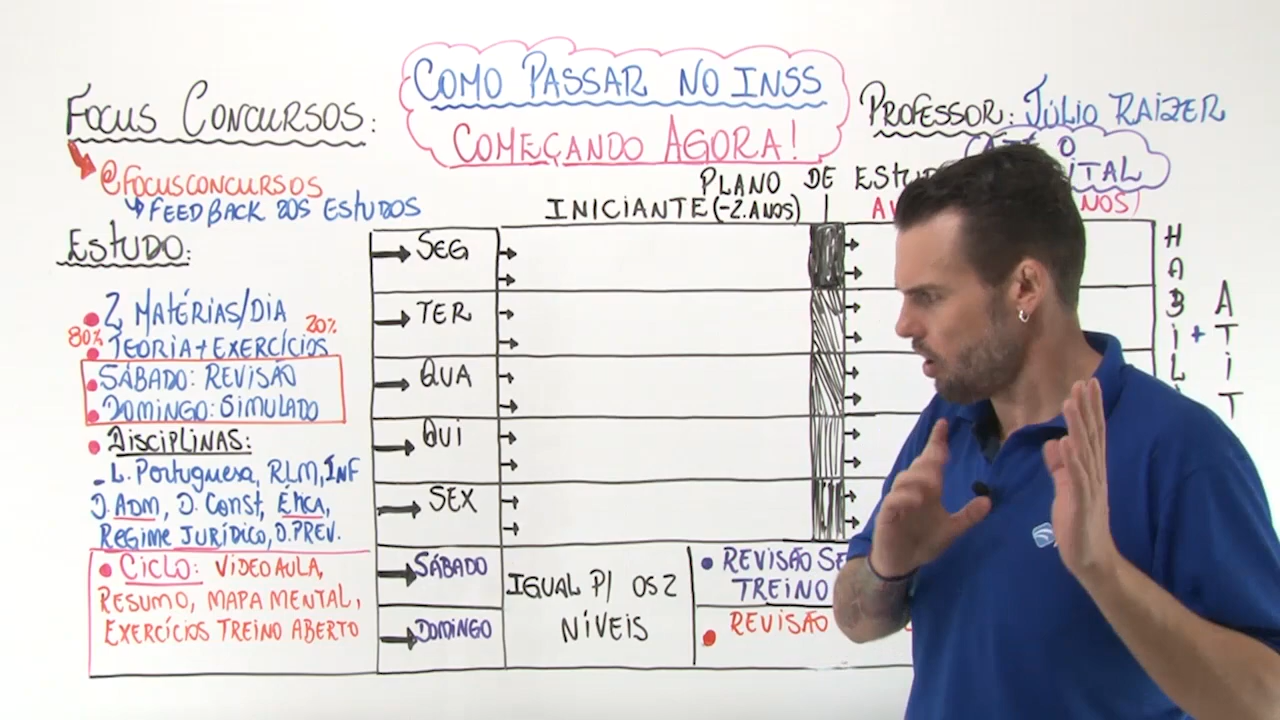 COMO PASSAR NO INSS
COMEÇANDO AGORA!
FOCUS CONCURSOS:
@FOCUSCONCURSOS
FEEDBACK DOS ESTUDOS
PROFESSOR: JÚLIO RAIZER
PLANO DE
INICIANTE (-2.ANOS)
ESTUDO:
2 MATÉRIAS/DIA
80% 20%
TEORIA + EXERCÍCIOS
SÁBADO: REVISÃO
DOMINGO: SIMULADO
DISCIPLINAS:
- L. PORTUGUESA, RLM, INF
D. ADM, D. CONST, ÉTICA,
REGIME JURÍDICO, D. PREV.
CICLO: VIDEO AULA,
RESUMO, MAPA MENTAL,
EXERCÍCIOS TREINO ABERTO
SEG
TER
QUA
QUI
SEX
SÁBADO
DOMINGO
IGUAL P/ OS 2
NÍVEIS
REVISÃO
TREINO
REVISÃO